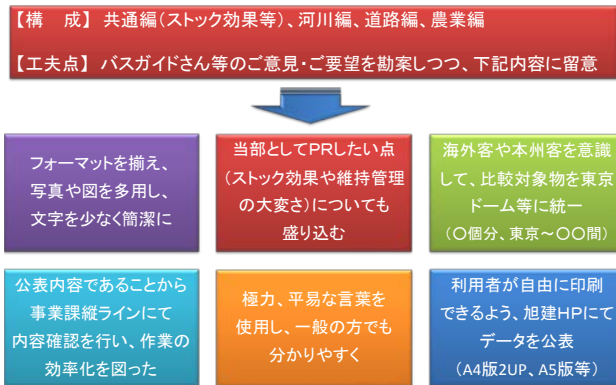 【構　成】 共通編(ストック効果等)、河川編、道路編、農業編
【工夫点】 バスガイドさん等のご意見・ご要望を勘案しつつ、下記内容に留意
フォーマットを揃え、
写真や図を多用し、
文字を少なく簡潔に
当部としてPRしたい点
(ストック効果や維持管理
の大変さ)についても
盛り込む
海外客や本州客を意識
して、比較対象物を東京
ドーム等に統一
(○個分、東京～○○間)
公表内容であることから
事業課縦ラインにて
内容確認を行い、作業の
効率化を図った
極力、平易な言葉を
使用し、一般の方でも
分かりやすく
利用者が自由に印刷
できるよう、旭建HPにて
データを公表
(A4版2UP、A5版等)